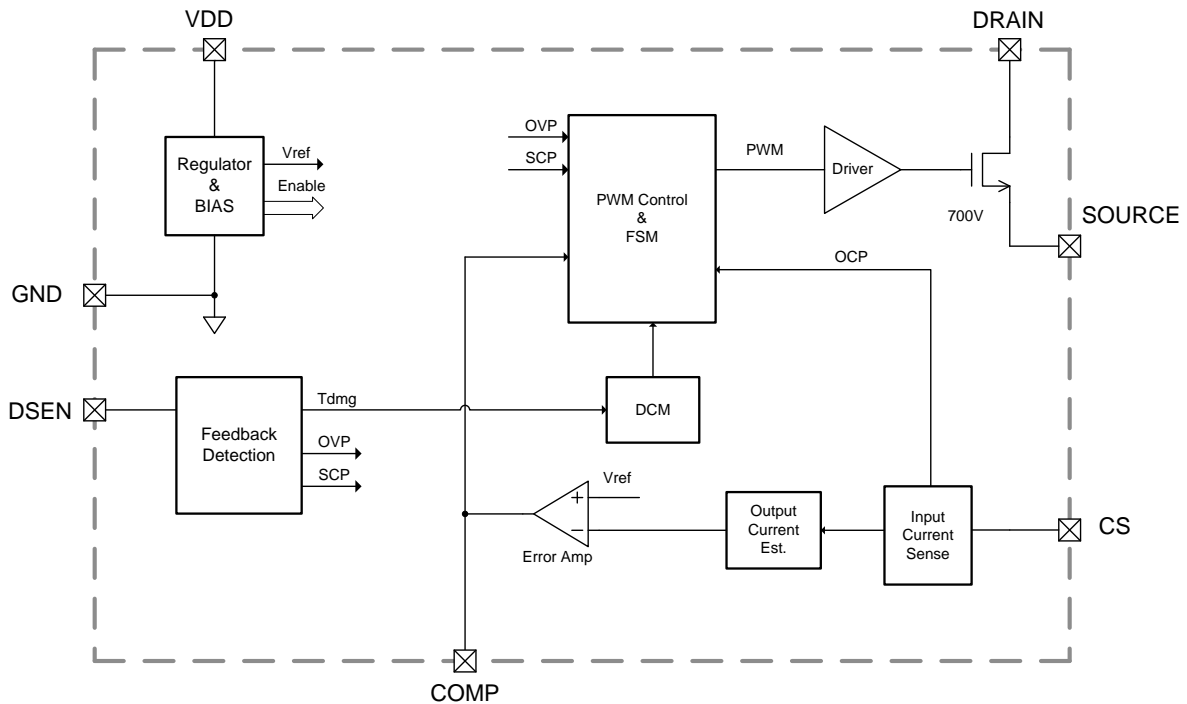 VDD
DRAIN
OVP
SCP
Regulator
&
BIAS
Vref
Enable
PWM Control
&
FSM
PWM
Driver
700V
SOURCE
OCP
GND
DSEN
Feedback
Detection
Tdmg
OVP
SCP
DCM
Vref
+
−
Error Amp
Output
Current
Est.
Input
Current
Sense
CS
COMP